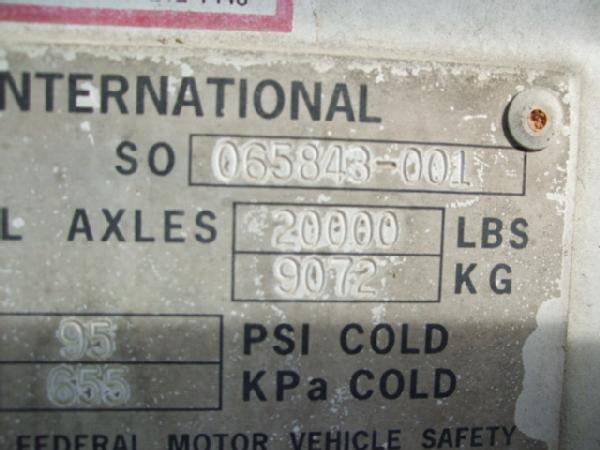 NTERNATIONAL
SO 065843-001
L AXLES 20000 LBS
9072 KG
95 PSI COLD
655 KPa COLD
FEDERAL MOTOR VEHICLE SAFETY